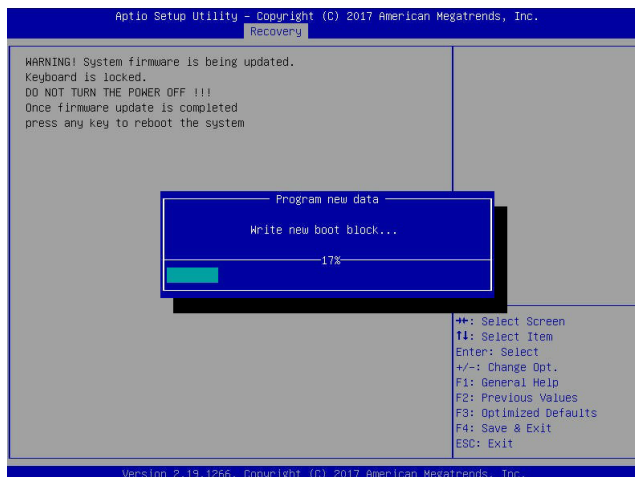 Aptio Setup Utility – Copyright (C) 2017 American Megatrends, Inc.
Recovery
WARNING! System firmware is being updated.
Keyboard is locked.
DO NOT TURN THE POWER OFF !!!
Once firmware update is completed
press any key to reboot the system
Program new data
Write new boot block...
17%
→←: Select Screen
↑↓: Select Item
Enter: Select
+/-: Change Opt.
F1: General Help
F2: Previous Values
F3: Optimized Defaults
F4: Save & Exit
ESC: Exit
Version 2.19.1266. Copyright (C) 2017 American Megatrends, Inc.